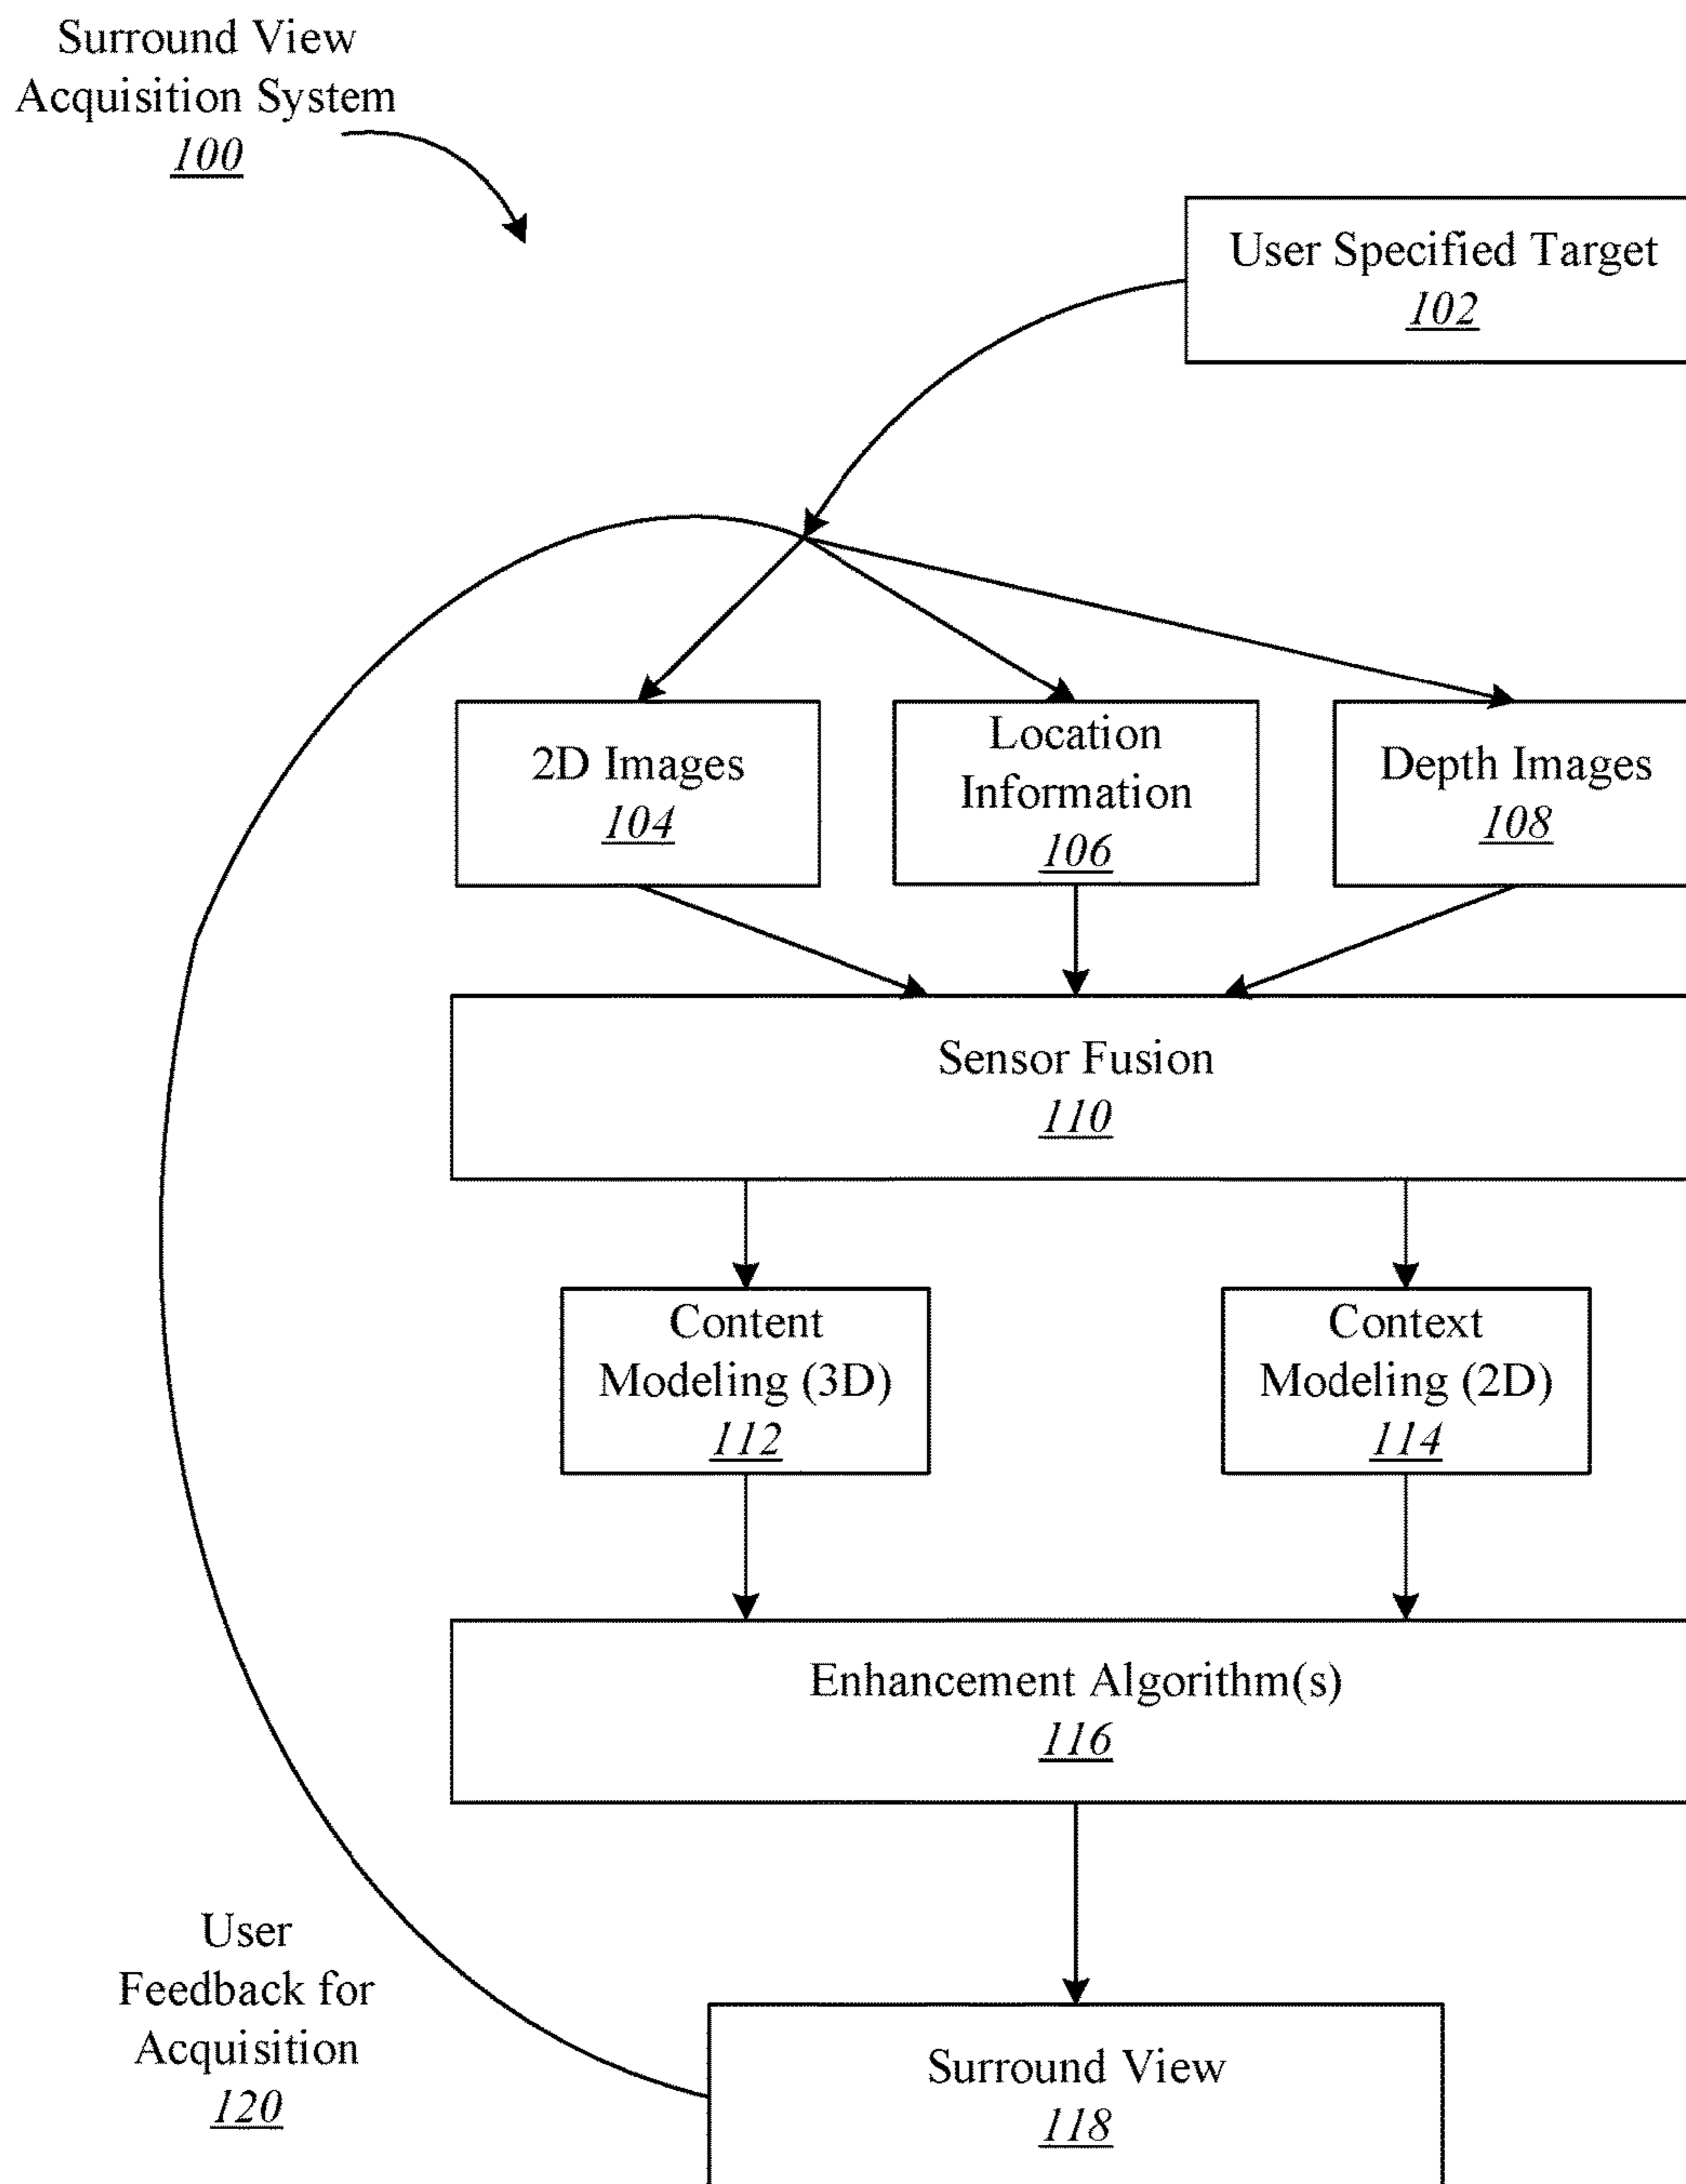 Surround View
Acquisition System
100
User Specified Target
102
2D Images
104
Location
Information
106
Depth Images
108
Sensor Fusion
110
Content
Modeling (3D)
112
Context
Modeling (2D)
114
Enhancement Algorithm(s)
116
User
Feedback for
Acquisition
120
Surround View
118